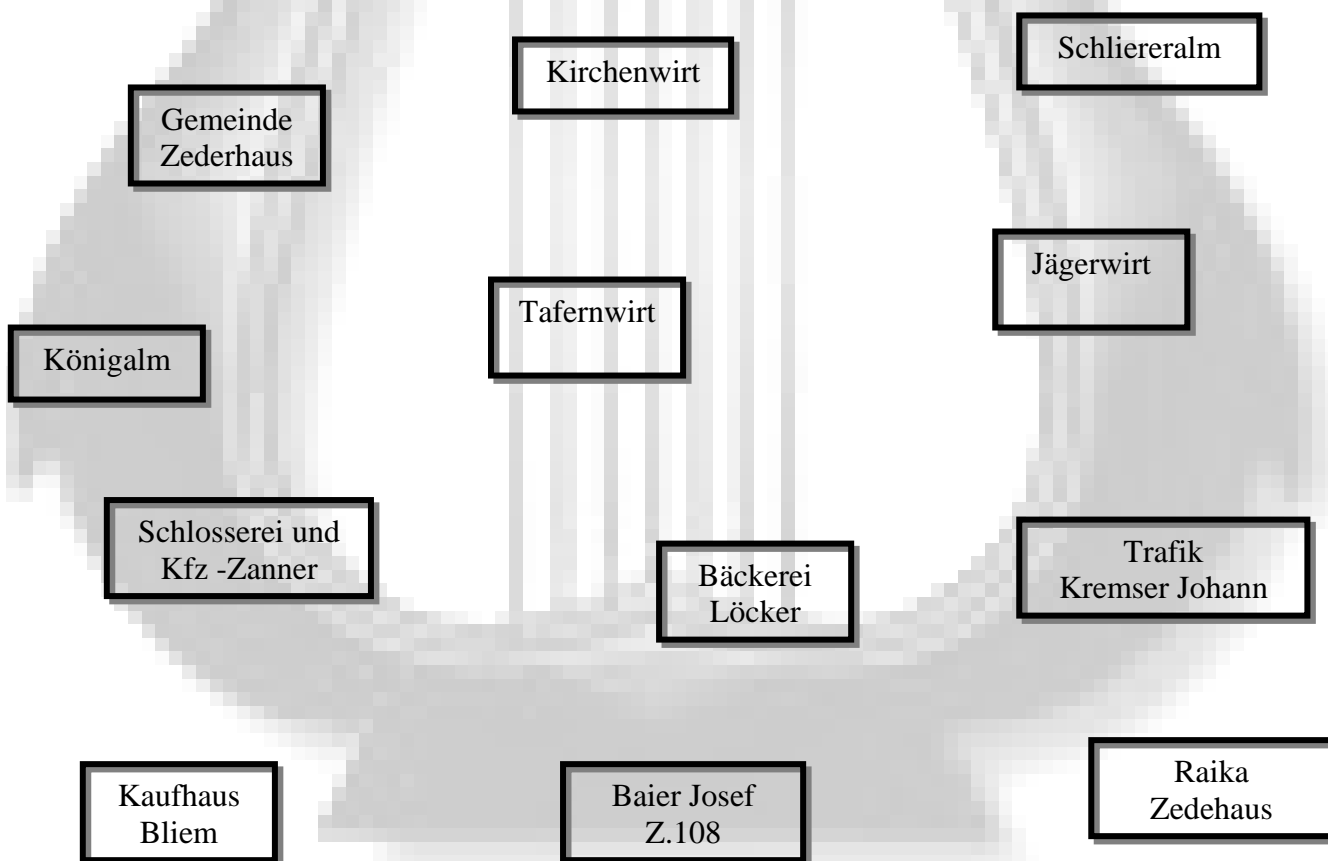 Schliereralm
Kirchenwirt
Gemeinde
Zederhaus
Jägerwirt
Tafernwirt
Königalm
Schlosserei und
Kfz -Zanner
Bäckerei
Löcker
Trafik
Kremser Johann
Kaufhaus
Bliem
Baier Josef
Z.108
Raika
Zedehaus